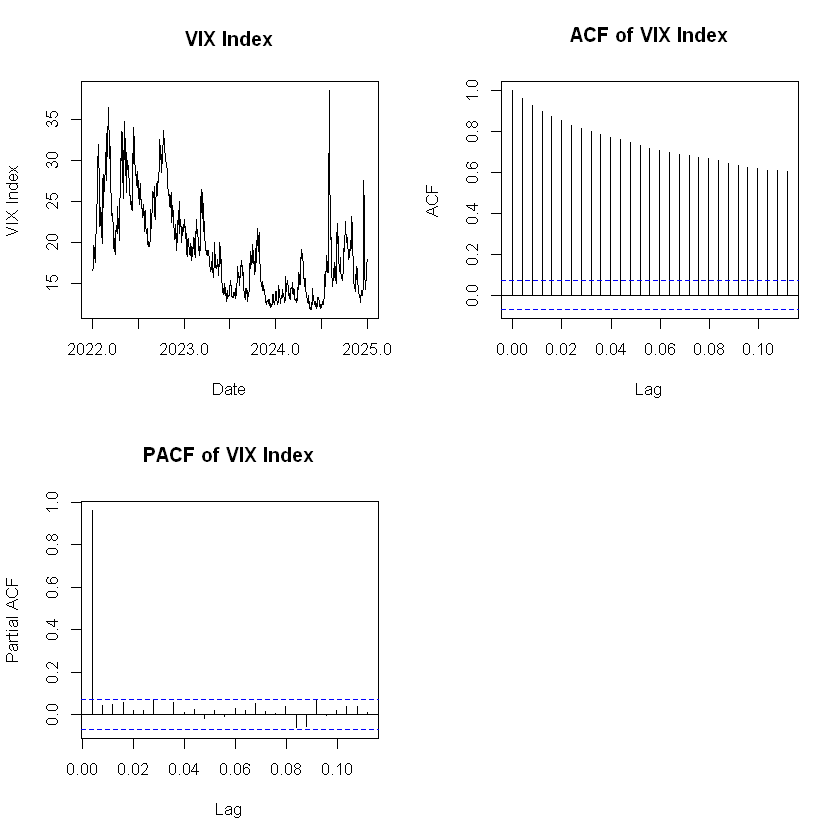 VIX Index
VIX Index
15 20 25 30 35
2022.0 2023.0 2024.0 2025.0
Date
ACF of VIX Index
ACF
0.0 0.2 0.4 0.6 0.8 1.0
0.00 0.02 0.04 0.06 0.08 0.10
Lag
PACF of VIX Index
Partial ACF
0.0 0.2 0.4 0.6 0.8 1.0
0.00 0.02 0.04 0.06 0.08 0.10
Lag